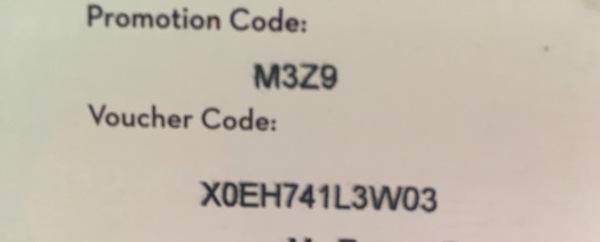 Promotion Code:
M3Z9
Voucher Code:
X0EH741L3W03